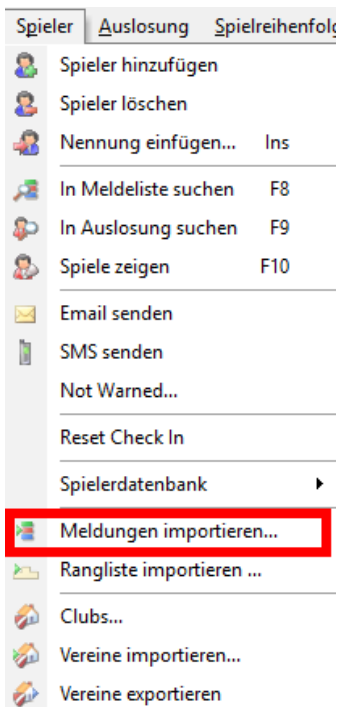 Spieler Auslosung Spielreihenfolg
Spieler hinzufügen
Spieler löschen
Nennung einfügen... Ins
In Meldeliste suchen F8
In Auslosung suchen F9
Spiele zeigen F10
Email senden
SMS senden
Not Warned...
Reset Check In
Spielerdatenbank
Meldungen importieren...
Rangliste importieren ...
Clubs...
Vereine importieren...
Vereine exportieren